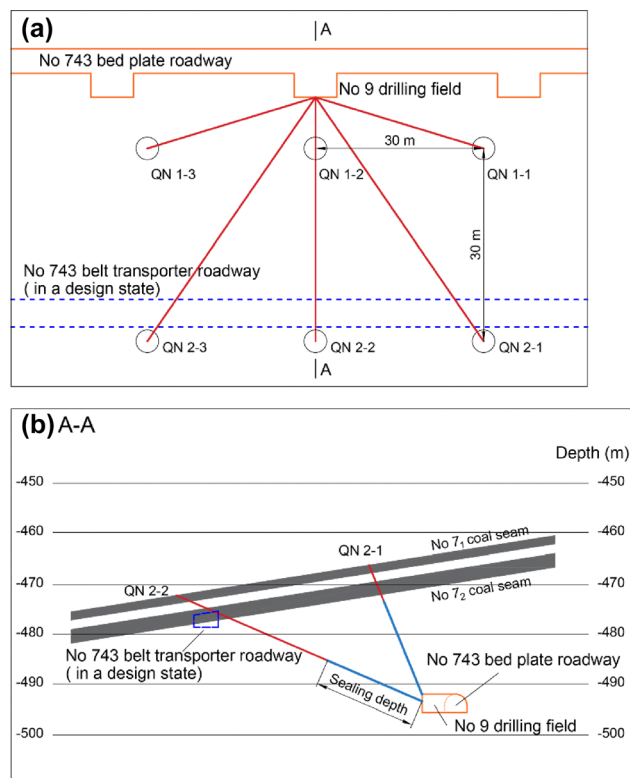 (a)
A
No 743 bed plate roadway
No 9 drilling field
30 m
QN 1-3
QN 1-2
QN 1-1
30 m
No 743 belt transporter roadway
( in a design state)
QN 2-3
QN 2-2
QN 2-1
A
(b) A-A
Depth (m)
-450
-450
-460
-460
No 7₁ coal seam
QN 2-1
QN 2-2
-470
-470
No 7₂ coal seam
-480
-480
No 743 belt transporter roadway
( in a design state)
No 743 bed plate roadway
Sealing depth
-490
-490
No 9 drilling field
-500
-500